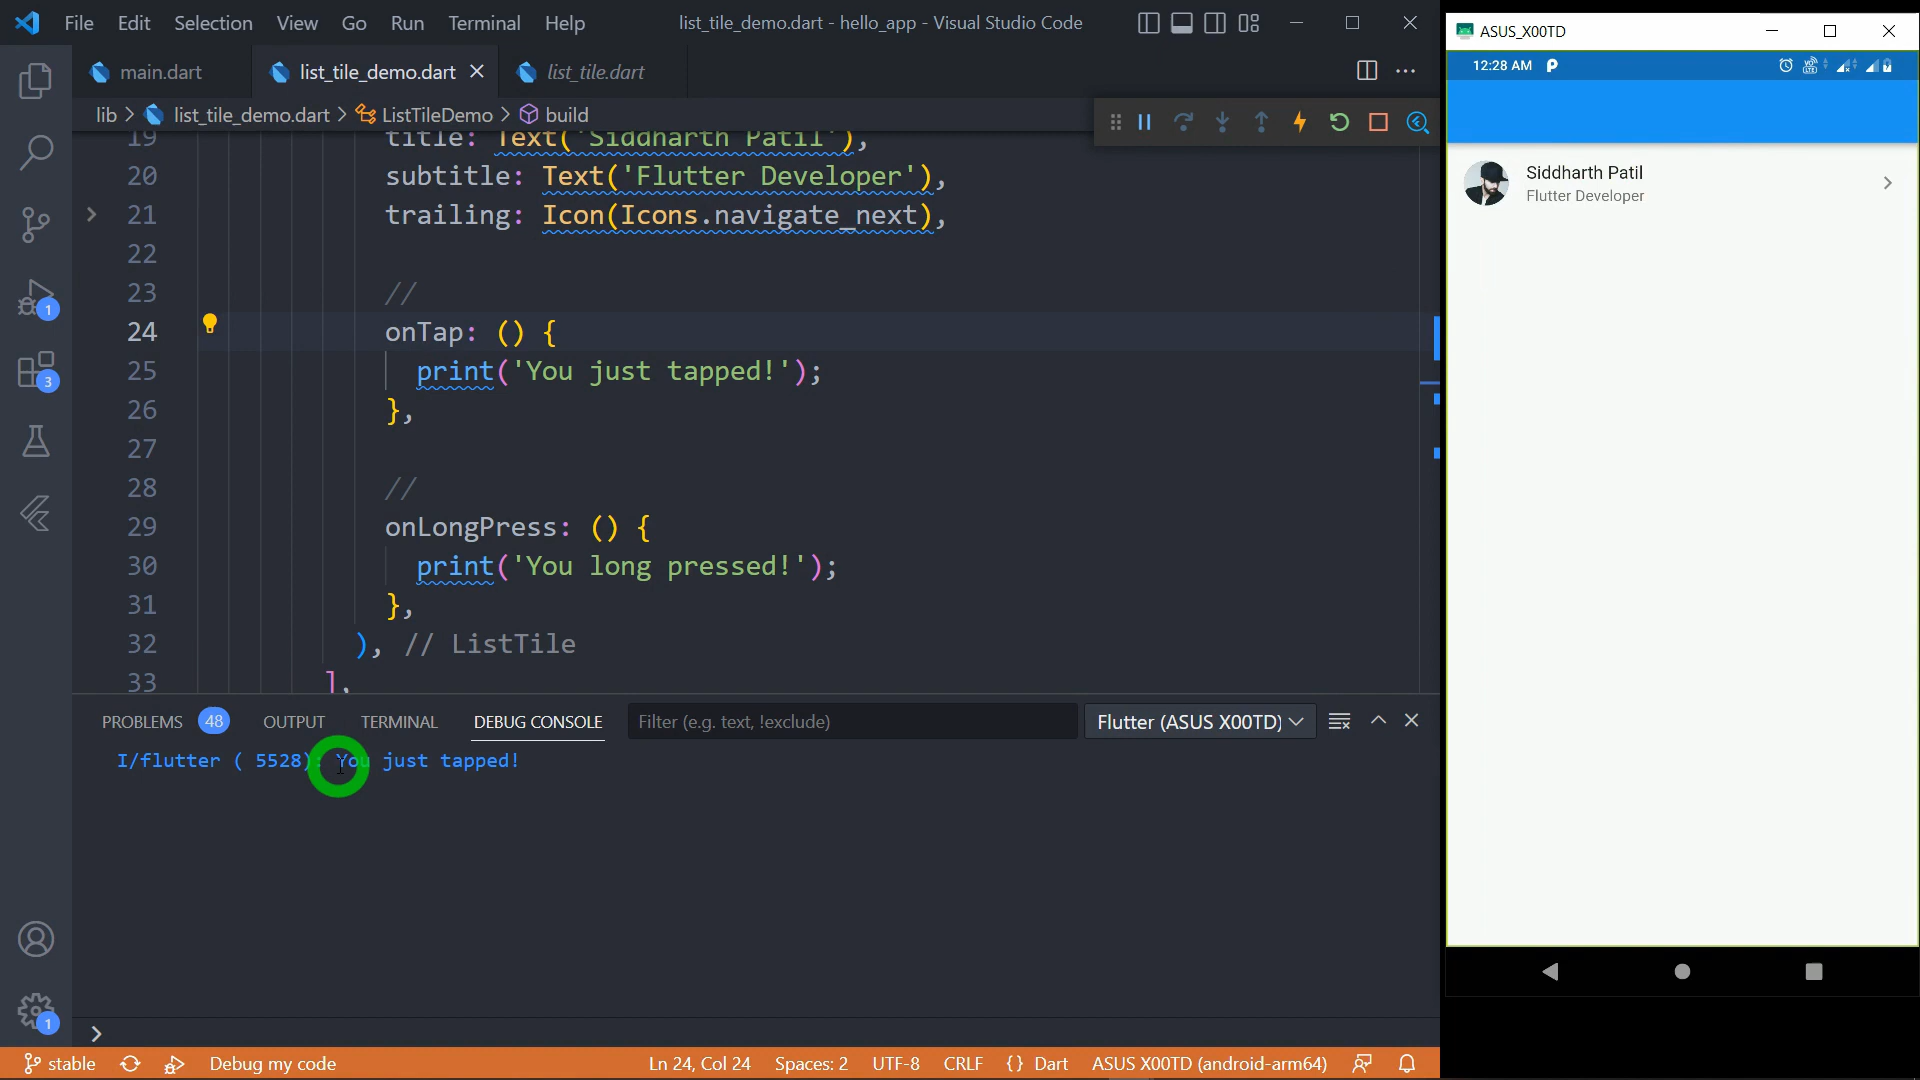 File Edit Selection View Go Run Terminal Help list_tile_demo.dart - hello_app - Visual Studio Code
main.dart list_tile_demo.dart list_tile.dart
lib list_tile_demo.dart ListTileDemo build
19 title: Text('Siddharth Patil'),
20 subtitle: Text('Flutter Developer'),
21 trailing: Icon(Icons.navigate_next),
22
23 //
24 onTap: () {
25 print('You just tapped!');
26 },
27
28 //
29 onLongPress: () {
30 print('You long pressed!');
31 },
32 ), // ListTile
33 ],
1
3
1
PROBLEMS 48 OUTPUT TERMINAL DEBUG CONSOLE Filter (e.g. text, !exclude) Flutter (ASUS X00TD)
I/flutter ( 5528): You just tapped!
stable Debug my code Ln 24, Col 24 Spaces: 2 UTF-8 CRLF {} Dart ASUS X00TD (android-arm64)
ASUS_X00TD
12:28 AM
Siddharth Patil
Flutter Developer